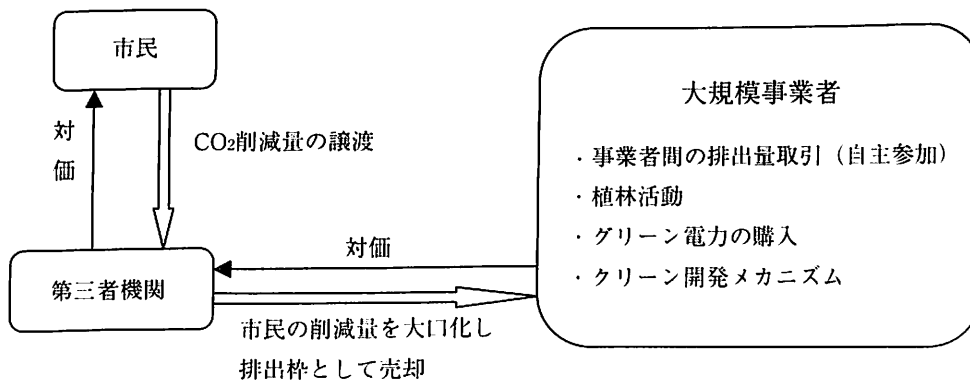 市民
対
価
CO2削減量の譲渡
第三者機関
対価
市民の削減量を大口化し
排出枠として売却
大規模事業者
・事業者間の排出量取引(自主参加)
・植林活動
・グリーン電力の購入
・クリーン開発メカニズム